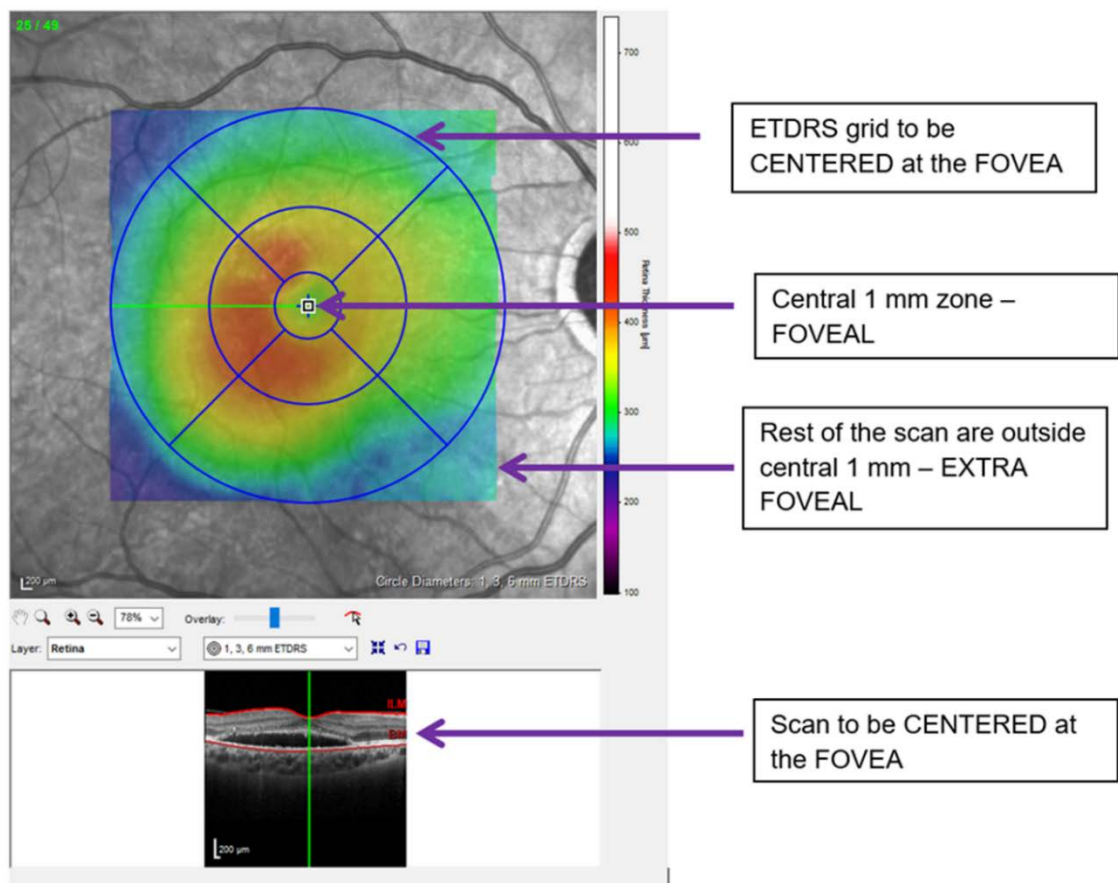 25 / 49
700
600
500
400
300
200
100
Retina Thickness [µm]
200 µm
Circle Diameters: 1, 3, 6 mm ETDRS
ETDRS grid to be
CENTERED at the FOVEA
Central 1 mm zone –
FOVEAL
Rest of the scan are outside
central 1 mm – EXTRA
FOVEAL
78%
Overlay:
Layer: Retina
1, 3, 6 mm ETDRS
ILM
BM
200 µm
Scan to be CENTERED at
the FOVEA